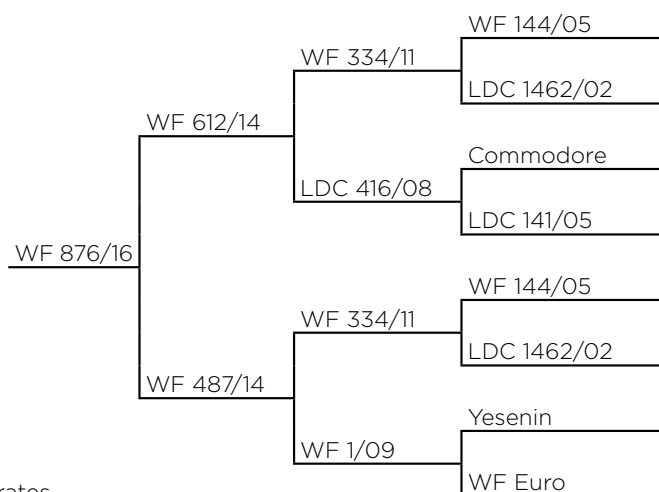 WF 144/05
WF 334/11
LDC 1462/02
WF 612/14
Commodore
LDC 416/08
LDC 141/05
WF 876/16
WF 144/05
WF 334/11
LDC 1462/02
WF 487/14
Yesenin
WF 1/09
WF Euro
rates